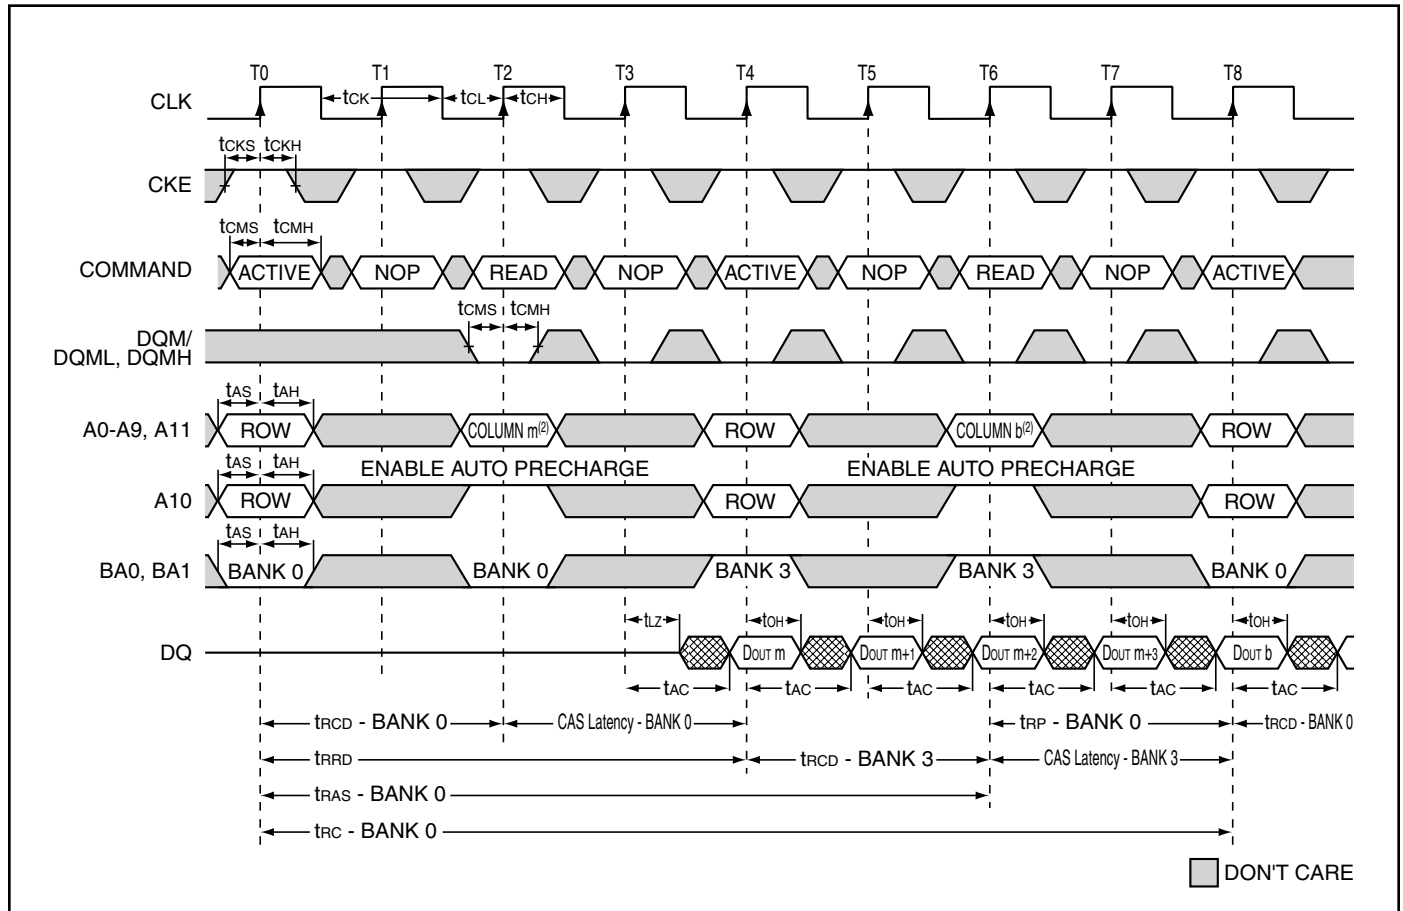 T0 T1 T2 T3 T4 T5 T6 T7 T8
CLK tCK tCL tCH
tCKS tCKH
CKE
tCMS tCMH
COMMAND ACTIVE NOP READ NOP ACTIVE NOP READ NOP ACTIVE
tCMS tCMH
DQM/
DQML, DQMH
tAS tAH
A0-A9, A11 ROW COLUMN m(2) ROW COLUMN b(2) ROW
tAS tAH ENABLE AUTO PRECHARGE ENABLE AUTO PRECHARGE
A10 ROW ROW ROW
tAS tAH
BA0, BA1 BANK 0 BANK 0 BANK 3 BANK 3 BANK 0
tLZ tOH tOH tOH tOH tOH
DQ DOUT m DOUT m+1 DOUT m+2 DOUT m+3 DOUT b
tAC tAC tAC tAC tAC tAC
tRCD - BANK 0 CAS Latency - BANK 0 tRP - BANK 0 tRCD - BANK 0
tRRD tRCD - BANK 3 CAS Latency - BANK 3
tRAS - BANK 0
tRC - BANK 0
DON'T CARE